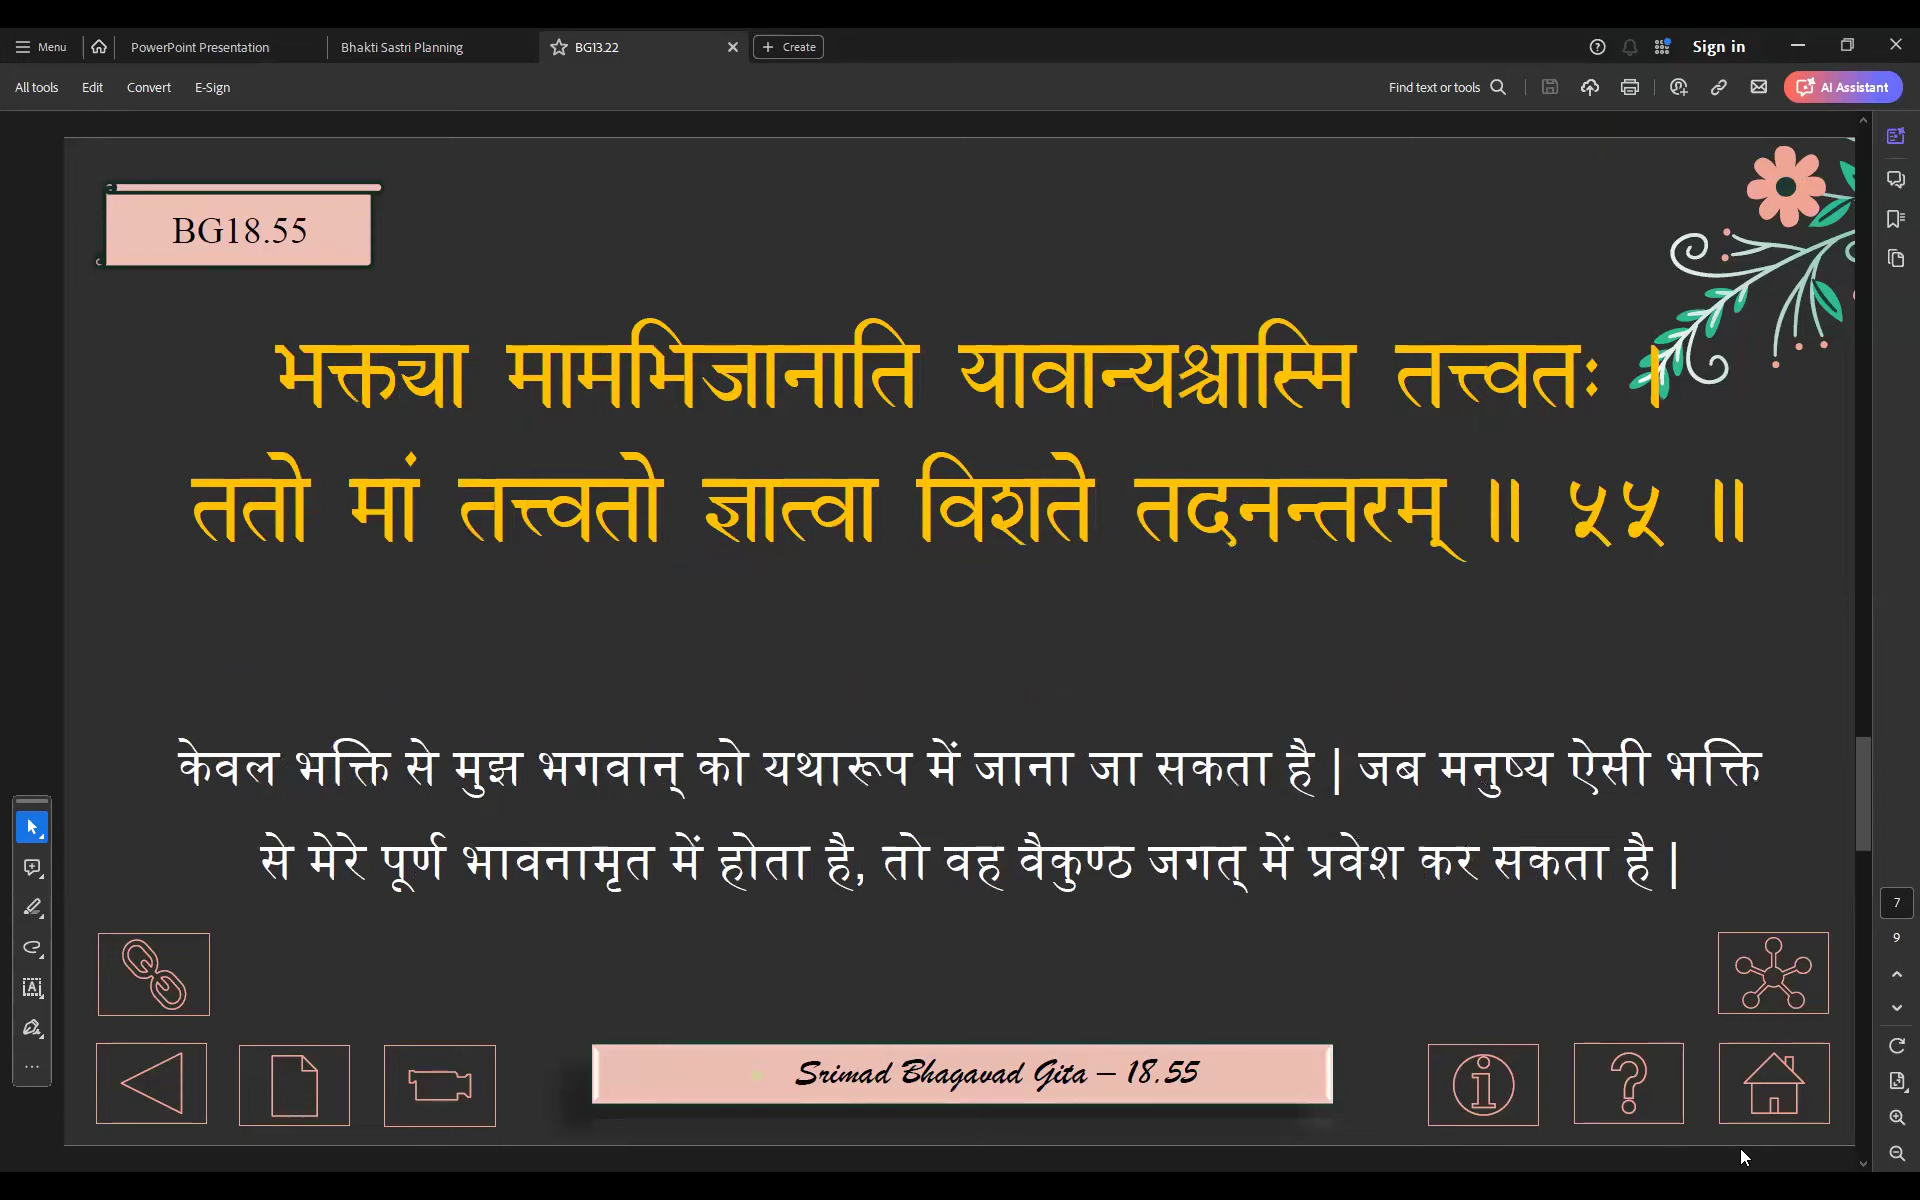 Menu
PowerPoint Presentation
Bhakti Sastri Planning
BG13.22
Create
Sign in
All tools
Edit
Convert
E-Sign
Find text or tools
AI Assistant
BG18.55
भक्त्या मामभिजानाति यावान्यश्चास्मि तत्त्वतः ।
ततो मां तत्त्वतो ज्ञात्वा विशते तदनन्तरम् ॥ ५५ ॥
केवल भक्ति से मुझ भगवान् को यथारूप में जाना जा सकता है | जब मनुष्य ऐसी भक्ति
से मेरे पूर्ण भावनामृत में होता है, तो वह वैकुण्ठ जगत् में प्रवेश कर सकता है |
7
9
Srimad Bhagavad Gita – 18.55